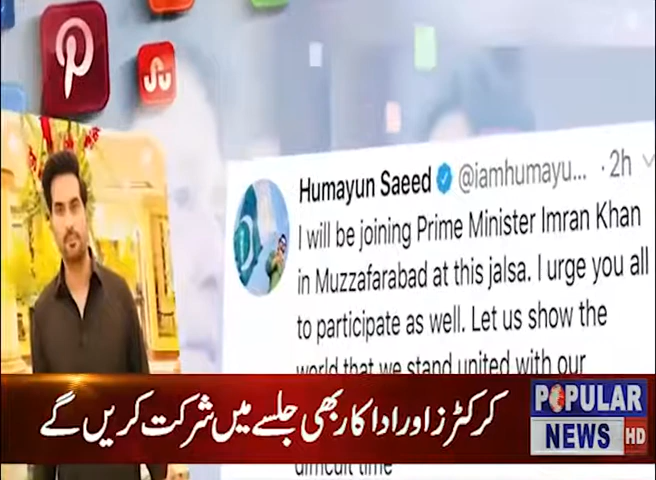 Humayun Saeed @iamhumayu... · 2h
I will be joining Prime Minister Imran Khan
in Muzzafarabad at this jalsa. I urge you all
to participate as well. Let us show the
world that we stand united with our
difficult time
کرکٹرز اور اداکار بھی جلسے میں شرکت کریں گے
POPULAR
NEWS HD